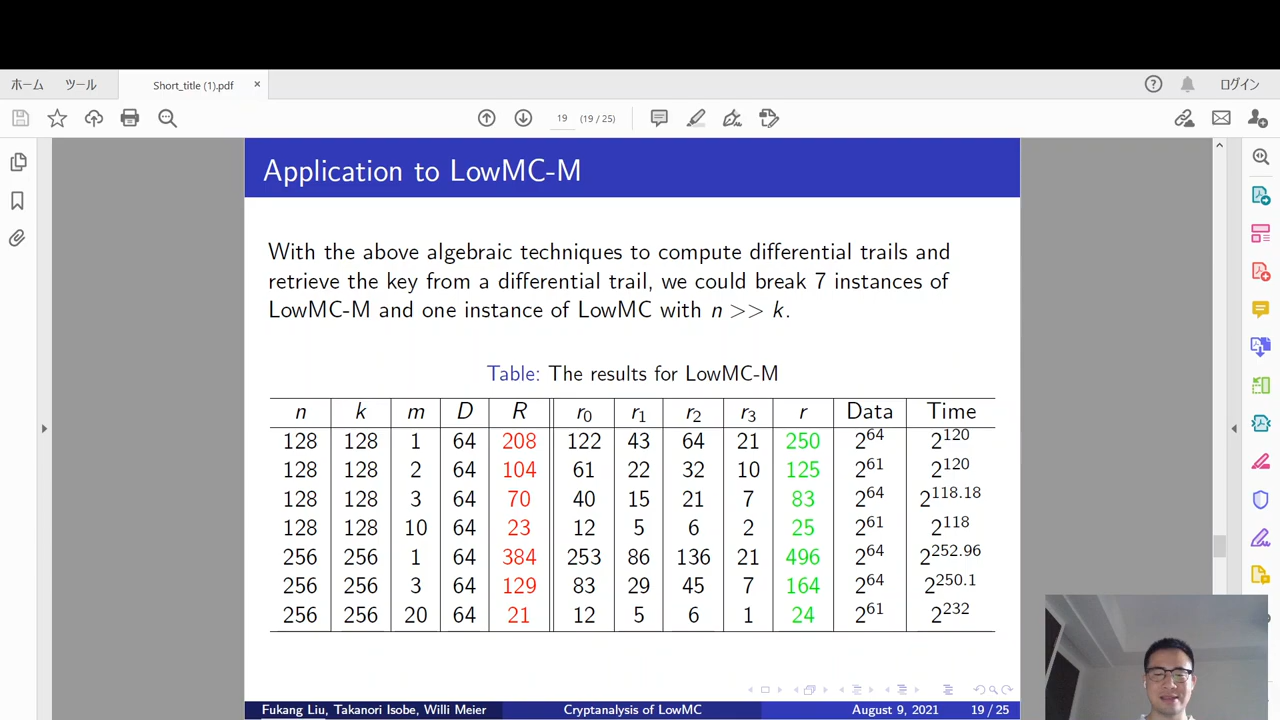 ホーム ツール Short_title (1).pdf × ログイン
19 (19 / 25)
Application to LowMC-M
With the above algebraic techniques to compute differential trails and
retrieve the key from a differential trail, we could break 7 instances of
LowMC-M and one instance of LowMC with n >> k.
Table: The results for LowMC-M
n k m D R r₀ r₁ r₂ r₃ r Data Time
128 128 1 64 208 122 43 64 21 250 2^64 2^120
128 128 2 64 104 61 22 32 10 125 2^61 2^120
128 128 3 64 70 40 15 21 7 83 2^64 2^118.18
128 128 10 64 23 12 5 6 2 25 2^61 2^118
256 256 1 64 384 253 86 136 21 496 2^64 2^252.96
256 256 3 64 129 83 29 45 7 164 2^64 2^250.1
256 256 20 64 21 12 5 6 1 24 2^61 2^232
Fukang Liu, Takanori Isobe, Willi Meier Cryptanalysis of LowMC August 9, 2021 19 / 25